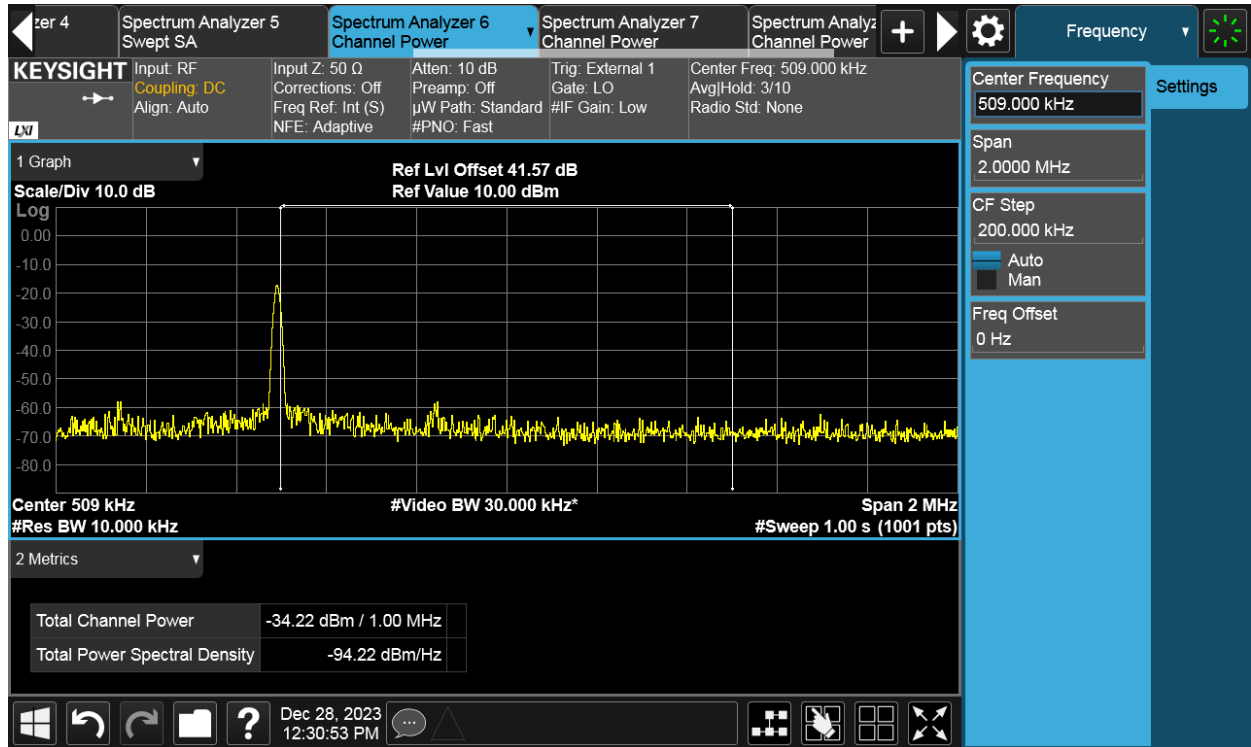 zer 4
Spectrum Analyzer 5
Swept SA
Spectrum Analyzer 6
Channel Power
Spectrum Analyzer 7
Channel Power
Spectrum Analyz
Channel Power
Frequency
KEYSIGHT
LXI
Input: RF
Coupling: DC
Align: Auto
Input Z: 50 Ω
Corrections: Off
Freq Ref: Int (S)
NFE: Adaptive
Atten: 10 dB
Preamp: Off
µW Path: Standard
#PNO: Fast
Trig: External 1
Gate: LO
#IF Gain: Low
Center Freq: 509.000 kHz
Avg|Hold: 3/10
Radio Std: None
Center Frequency
509.000 kHz
Settings
Span
2.0000 MHz
CF Step
200.000 kHz
Auto
Man
Freq Offset
0 Hz
1 Graph
Scale/Div 10.0 dB
Ref Lvl Offset 41.57 dB
Ref Value 10.00 dBm
Log
0.00
-10.0
-20.0
-30.0
-40.0
-50.0
-60.0
-70.0
-80.0
Center 509 kHz
#Res BW 10.000 kHz
#Video BW 30.000 kHz*
Span 2 MHz
#Sweep 1.00 s (1001 pts)
2 Metrics
Total Channel Power -34.22 dBm / 1.00 MHz
Total Power Spectral Density -94.22 dBm/Hz
?
Dec 28, 2023
12:30:53 PM